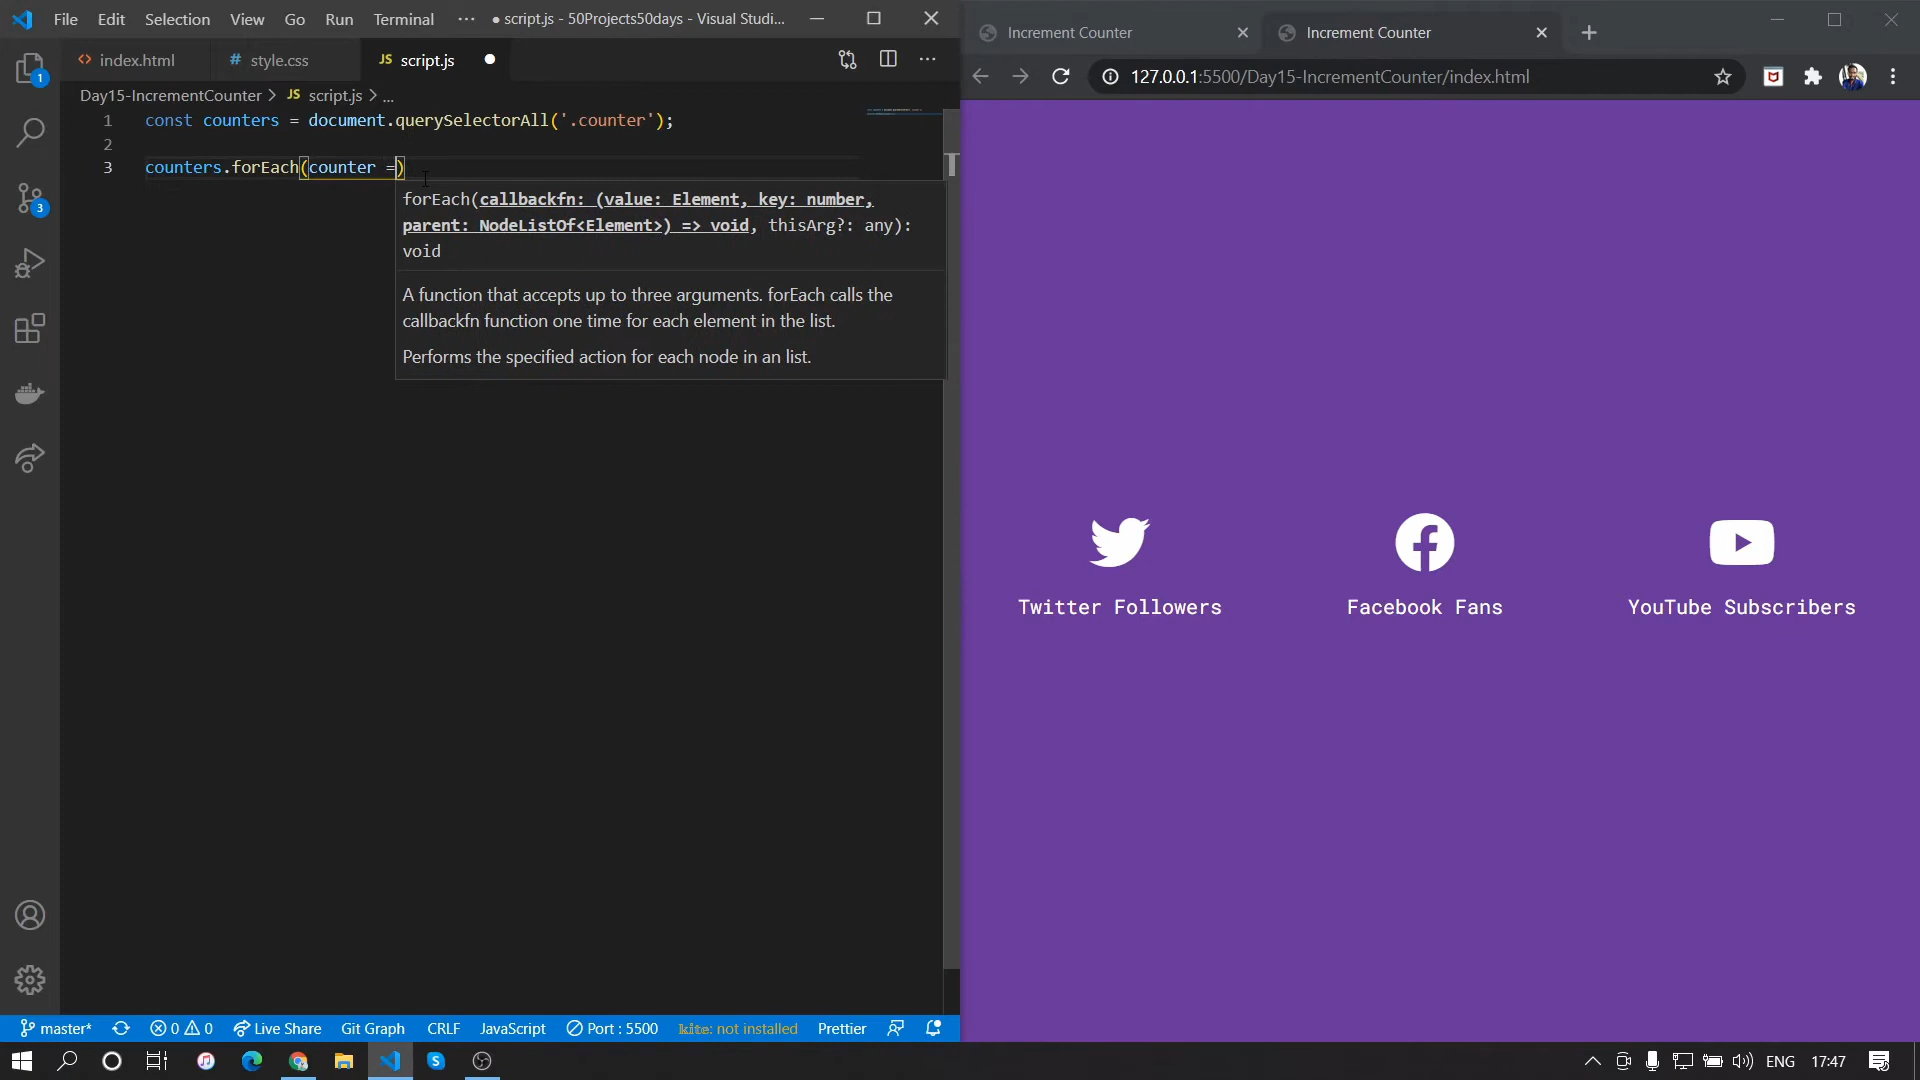 File Edit Selection View Go Run Terminal ··· ● script.js - 50Projects50days - Visual Studi...
index.html # style.css JS script.js ●
Day15-IncrementCounter > JS script.js > ...
1 const counters = document.querySelectorAll('.counter');
2
3 counters.forEach(counter =)
forEach(callbackfn: (value: Element, key: number,
parent: NodeListOf<Element>) => void, thisArg?: any):
void
A function that accepts up to three arguments. forEach calls the
callbackfn function one time for each element in the list.
Performs the specified action for each node in an list.
1
3
master* 0 0 Live Share Git Graph CRLF JavaScript Port : 5500 kite: not installed Prettier
Increment Counter Increment Counter
127.0.0.1:5500/Day15-IncrementCounter/index.html
Twitter Followers Facebook Fans YouTube Subscribers
ENG 17:47